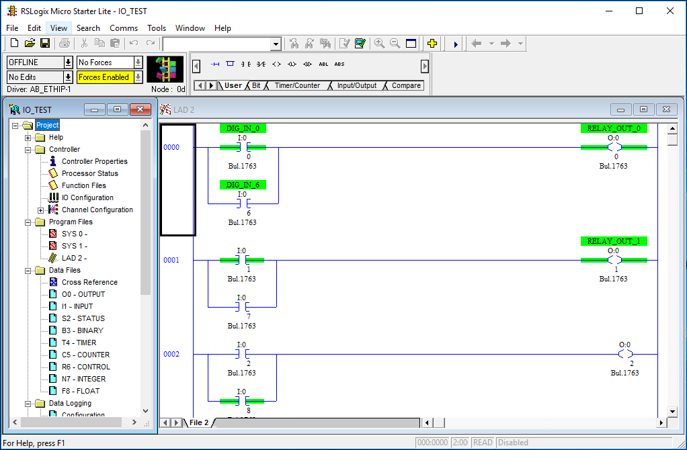 RSLogix Micro Starter Lite - IO_TEST
File Edit View Search Comms Tools Window Help
OFFLINE No Forces
No Edits Forces Enabled
Driver: AB_ETHIP-1 Node : 0d
ABL ABS
User Bit Timer/Counter Input/Output Compare
IO_TEST
Project
Help
Controller
Controller Properties
Processor Status
Function Files
IO Configuration
Channel Configuration
Program Files
SYS 0 -
SYS 1 -
LAD 2 -
Data Files
Cross Reference
O0 - OUTPUT
I1 - INPUT
S2 - STATUS
B3 - BINARY
T4 - TIMER
C5 - COUNTER
R6 - CONTROL
N7 - INTEGER
F8 - FLOAT
Data Logging
Configuration
LAD 2
DIG_IN_0 RELAY_OUT_0
I:0 O:0
0000
0 0
Bul.1763 Bul.1763
DIG_IN_6
I:0
6
Bul.1763
RELAY_OUT_1
I:0 O:0
0001
1 1
Bul.1763 Bul.1763
I:0
7
Bul.1763
I:0 O:0
0002
2 2
Bul.1763 Bul.1763
I:0
8
File 2
For Help, press F1 000:0000 2:00 READ Disabled